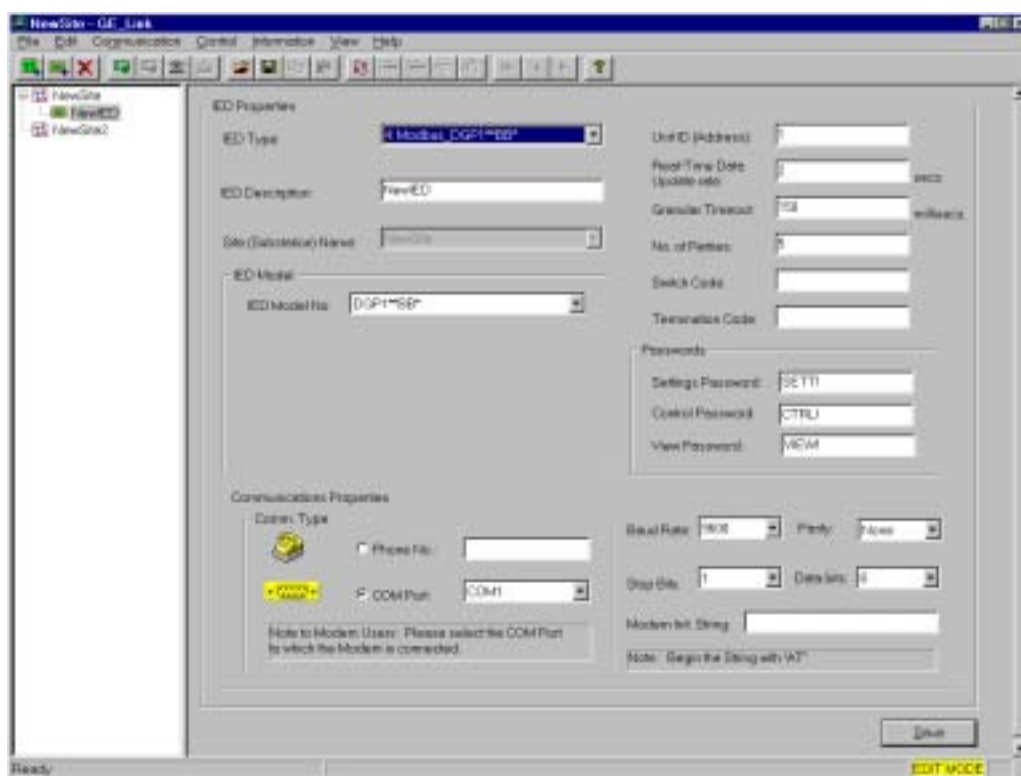 NewSite - GE_Link
File Edit Communication Control Information View Help
NewSite
NewIED
NewSite2
IED Properties
IED Type
IED Description:
NewIED
Site (Substation) Name:
NewSite
IED Model
IED Model No:
DGP1**BB*
Unit ID (Address):
1
Real-Time Data
Update rate:
secs
Granular Timeout:
150
millisecs
No. of Retries:
Switch Code:
Termination Code:
Passwords
Settings Password:
Control Password:
View Password:
Communications Properties
Comm. Type
Phone No.:
COM Port:
COM1
Note to Modem Users: Please select the COM Port
to which the Modem is connected.
Baud Rate: 9600
Parity: None
Stop Bits: 1
Data bits:
Modem Init. String:
Note: Begin the String with 'AT'
Save
Ready
EDIT MODE